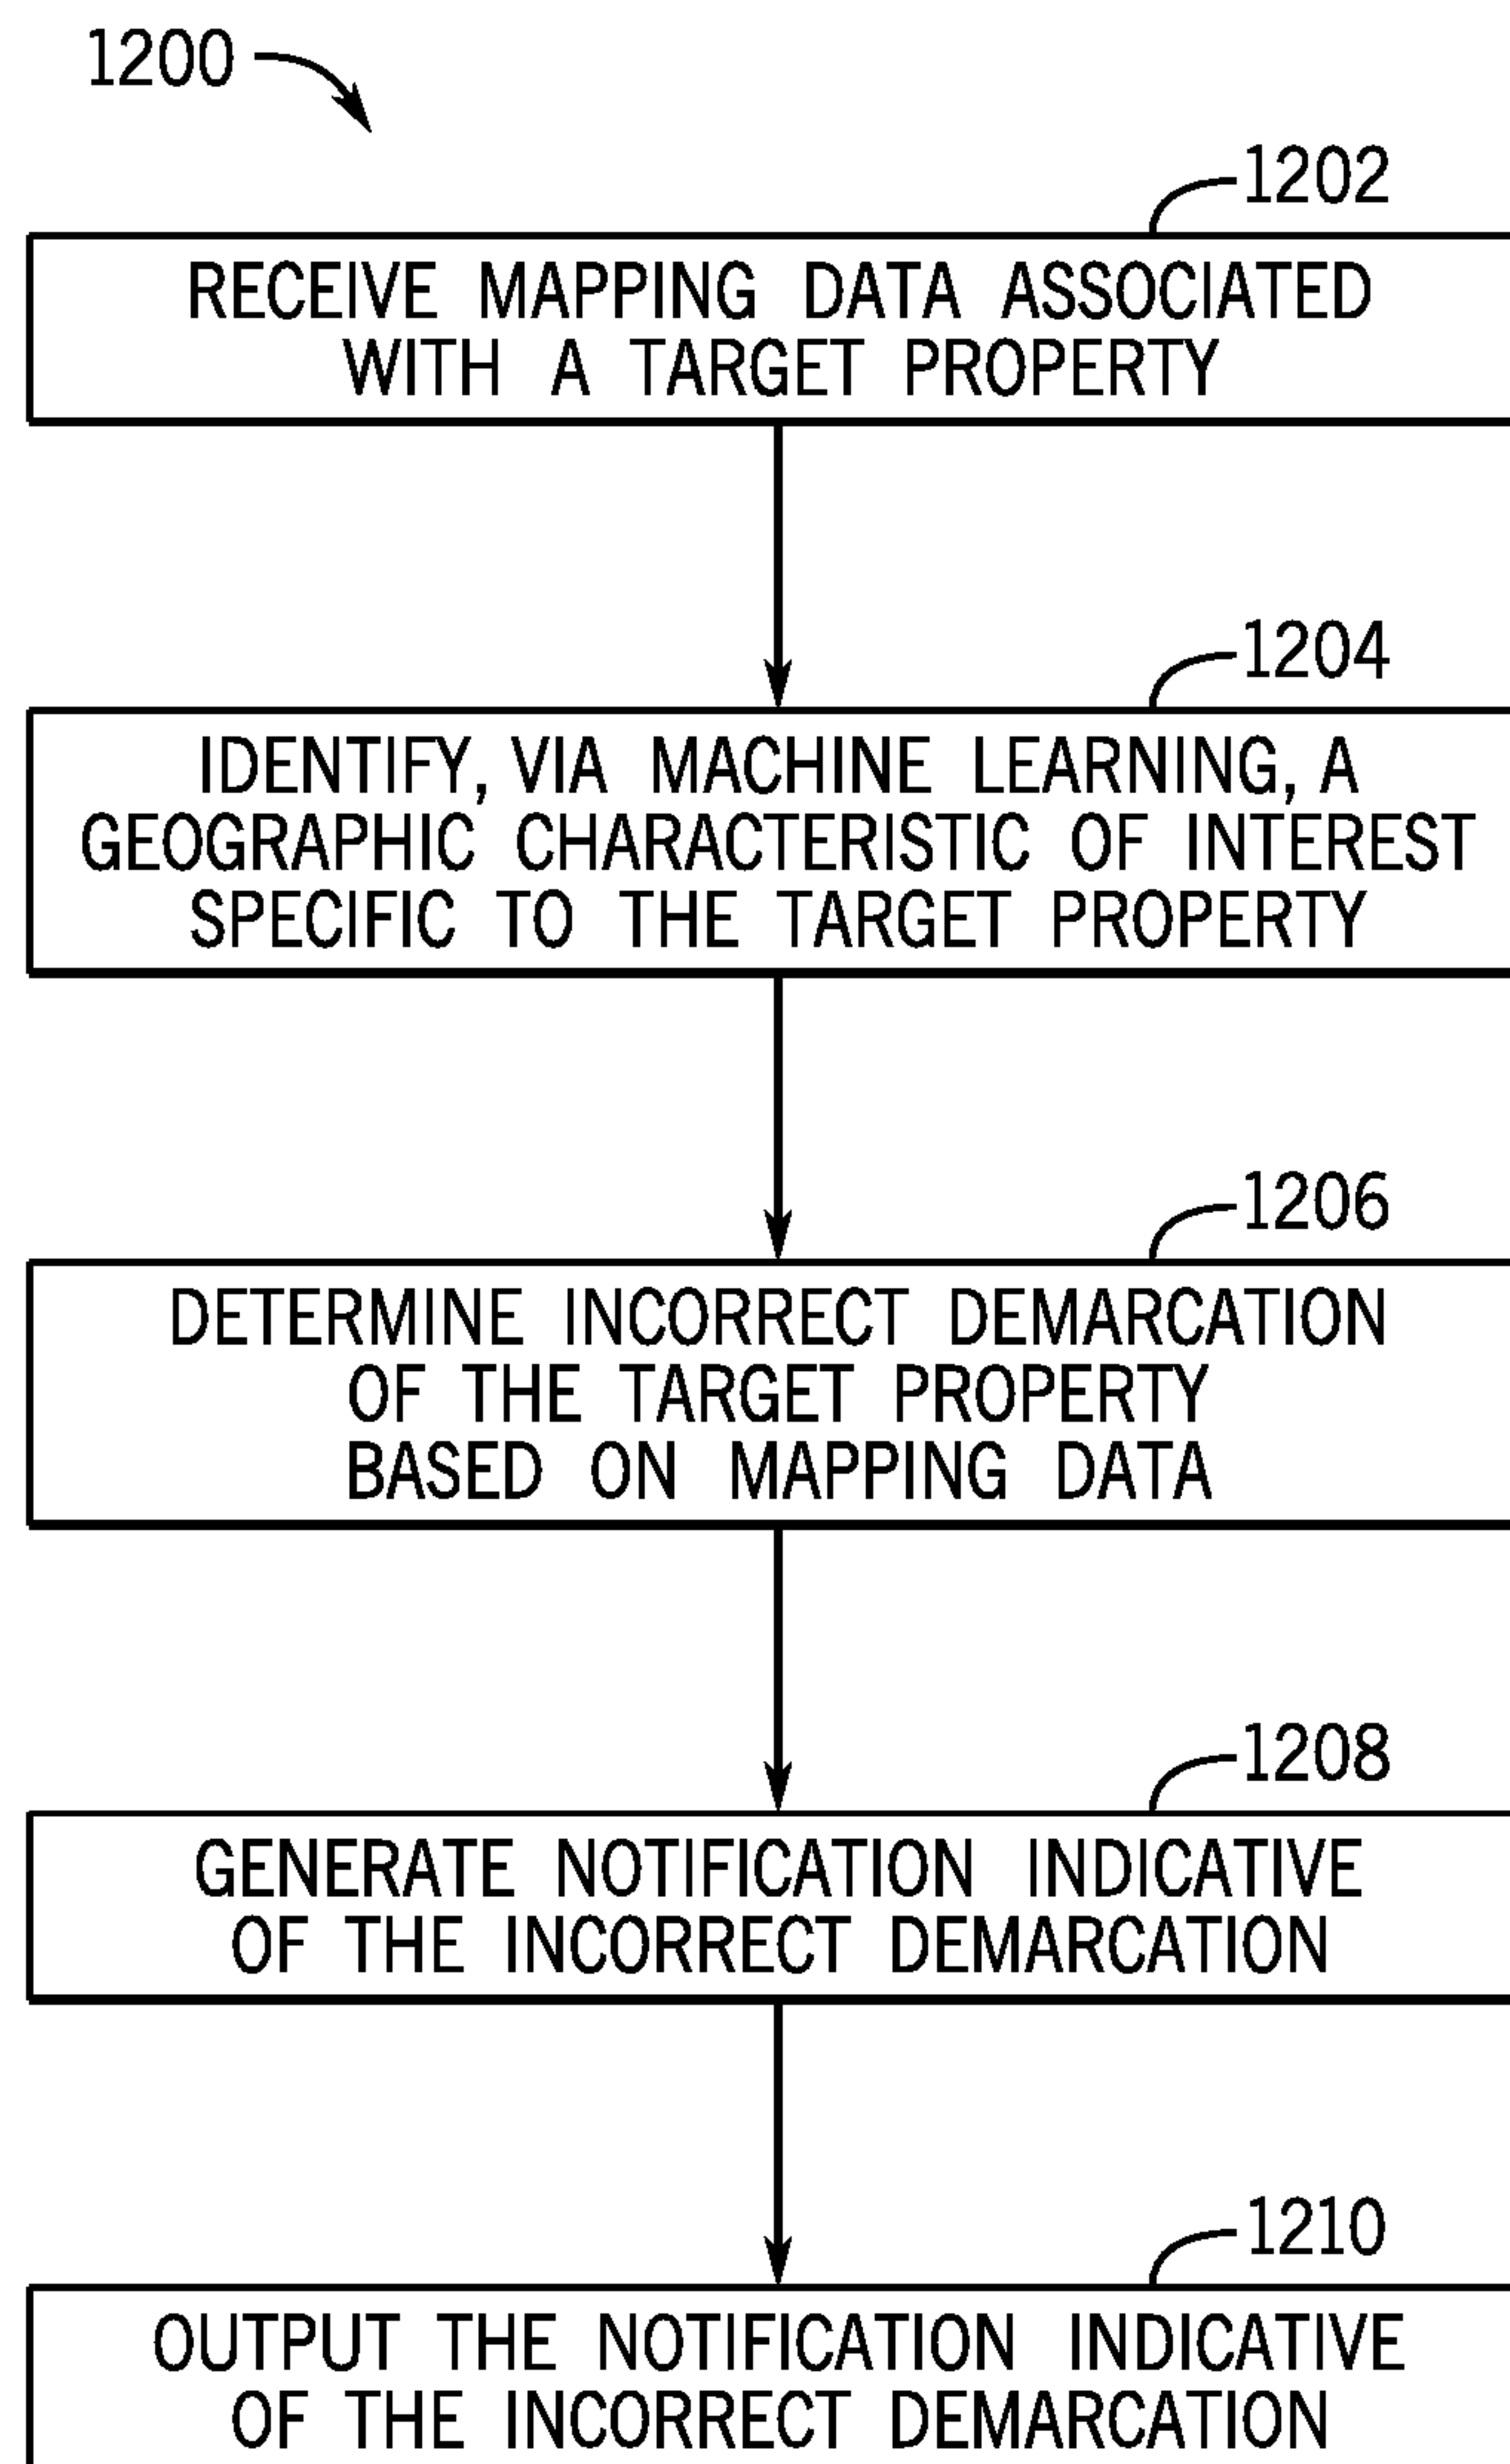 1200
1202
RECEIVE MAPPING DATA ASSOCIATED
WITH A TARGET PROPERTY
1204
IDENTIFY, VIA MACHINE LEARNING, A
GEOGRAPHIC CHARACTERISTIC OF INTEREST
SPECIFIC TO THE TARGET PROPERTY
1206
DETERMINE INCORRECT DEMARCATION
OF THE TARGET PROPERTY
BASED ON MAPPING DATA
1208
GENERATE NOTIFICATION INDICATIVE
OF THE INCORRECT DEMARCATION
1210
OUTPUT THE NOTIFICATION INDICATIVE
OF THE INCORRECT DEMARCATION